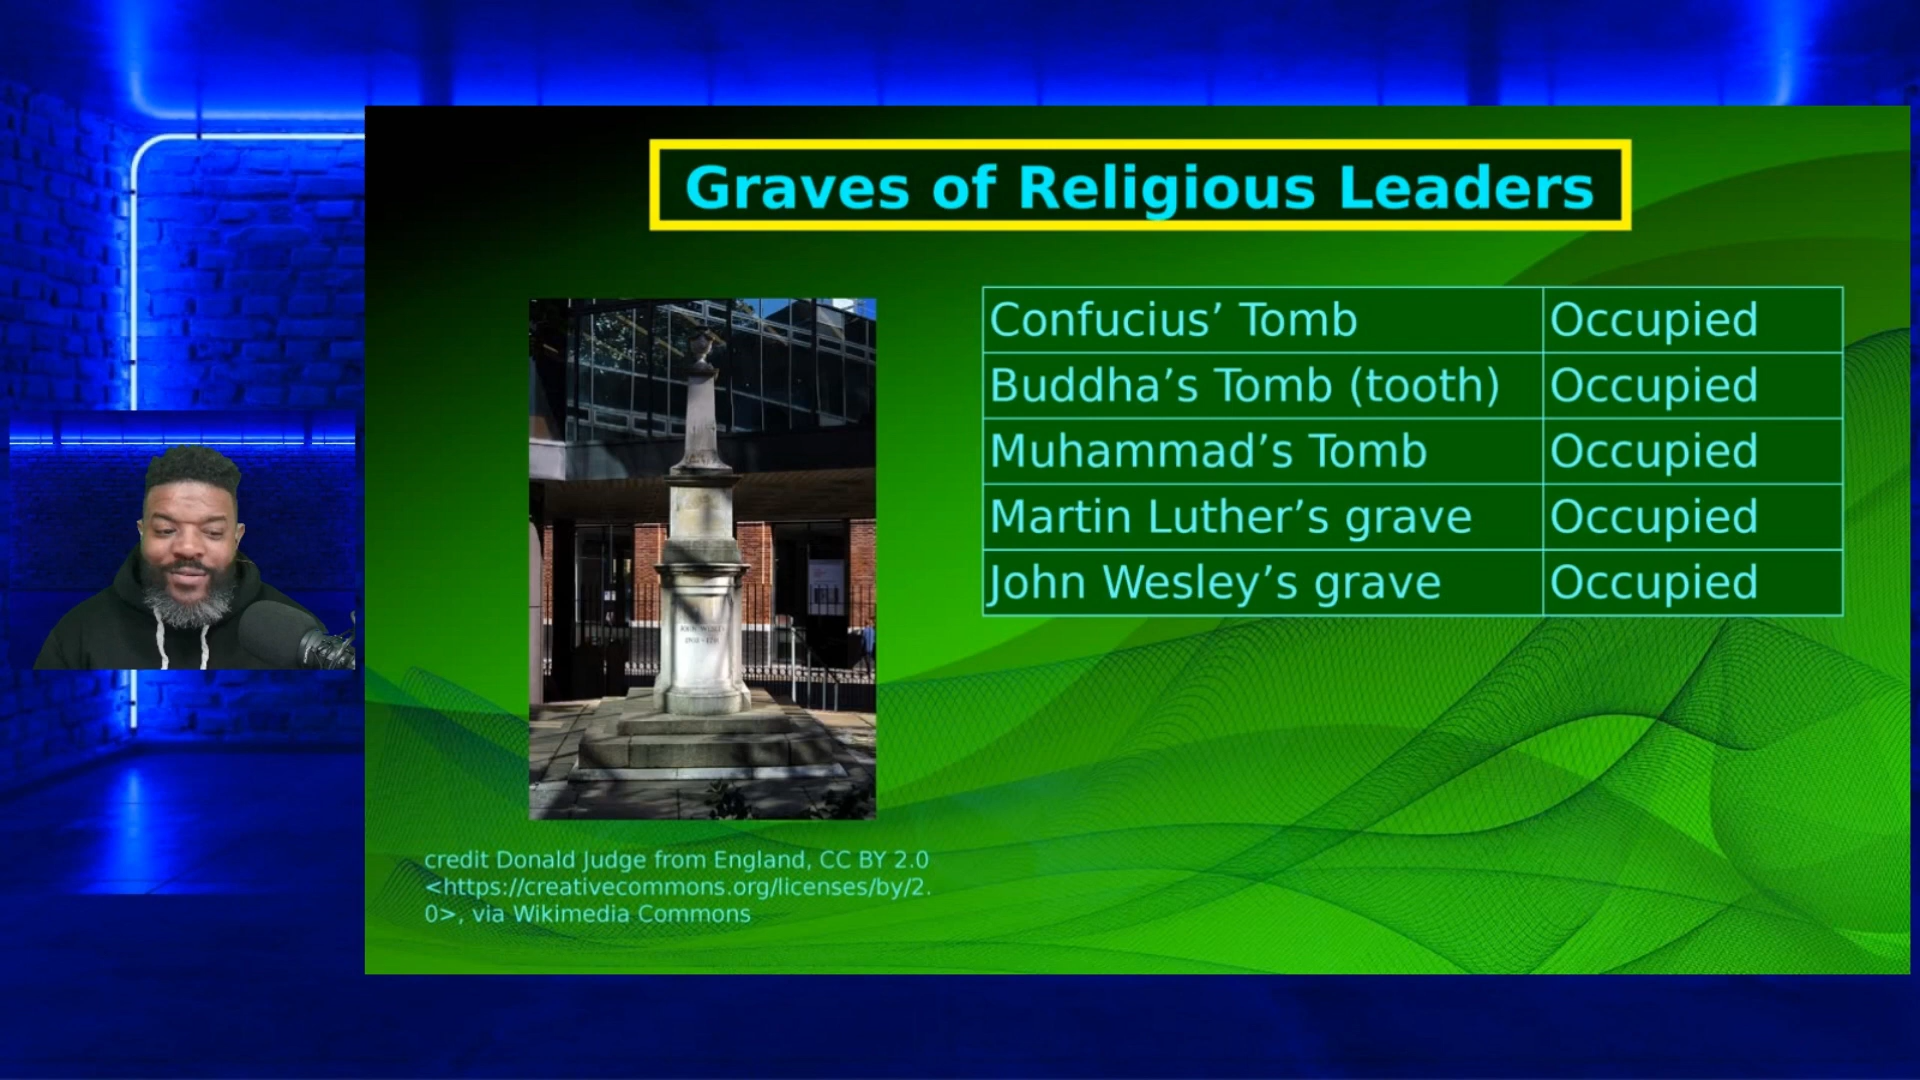 Graves of Religious Leaders
Confucius’ Tomb Occupied
Buddha’s Tomb (tooth) Occupied
Muhammad’s Tomb Occupied
Martin Luther’s grave Occupied
John Wesley’s grave Occupied
credit Donald Judge from England, CC BY 2.0
<https://creativecommons.org/licenses/by/2.
0>, via Wikimedia Commons